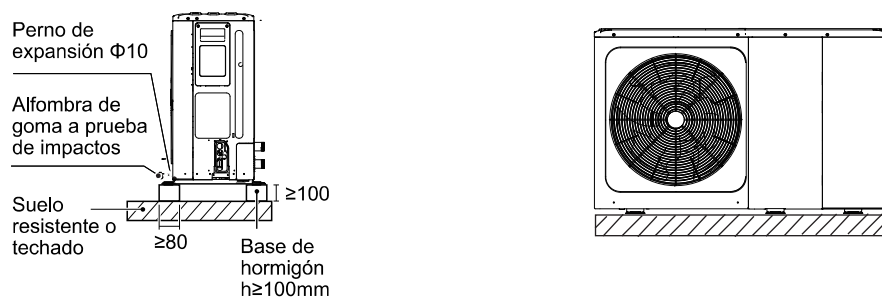 Perno de
expansión Φ10
Alfombra de
goma a prueba
de impactos
Suelo
resistente o
techado
≥80
≥100
Base de
hormigón
h≥100mm